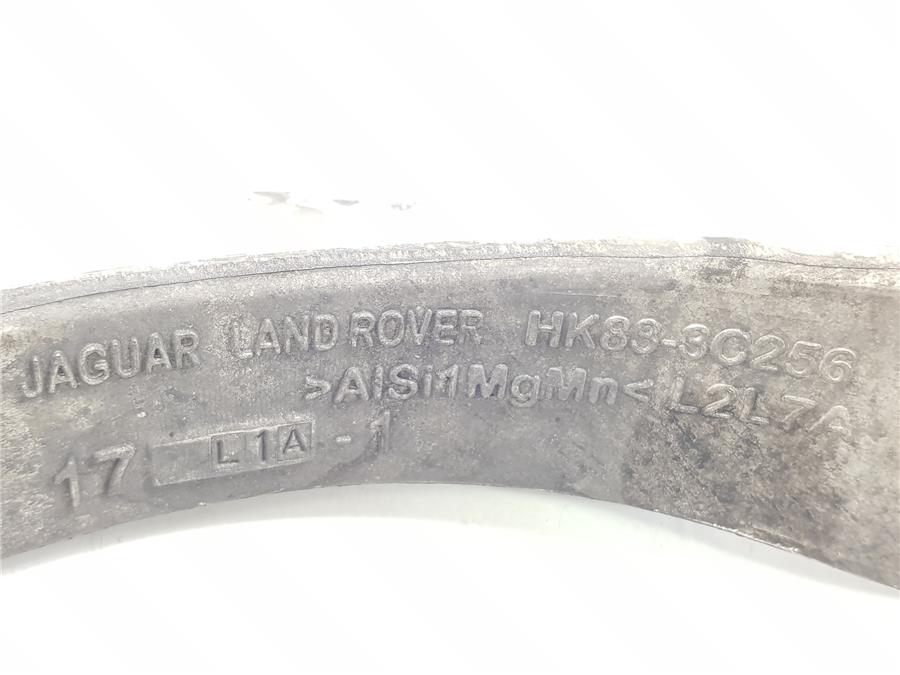 JAGUAR LAND ROVER HK83-3C256
>AlSi1MgMn< L2L7A
17 L1A - 1